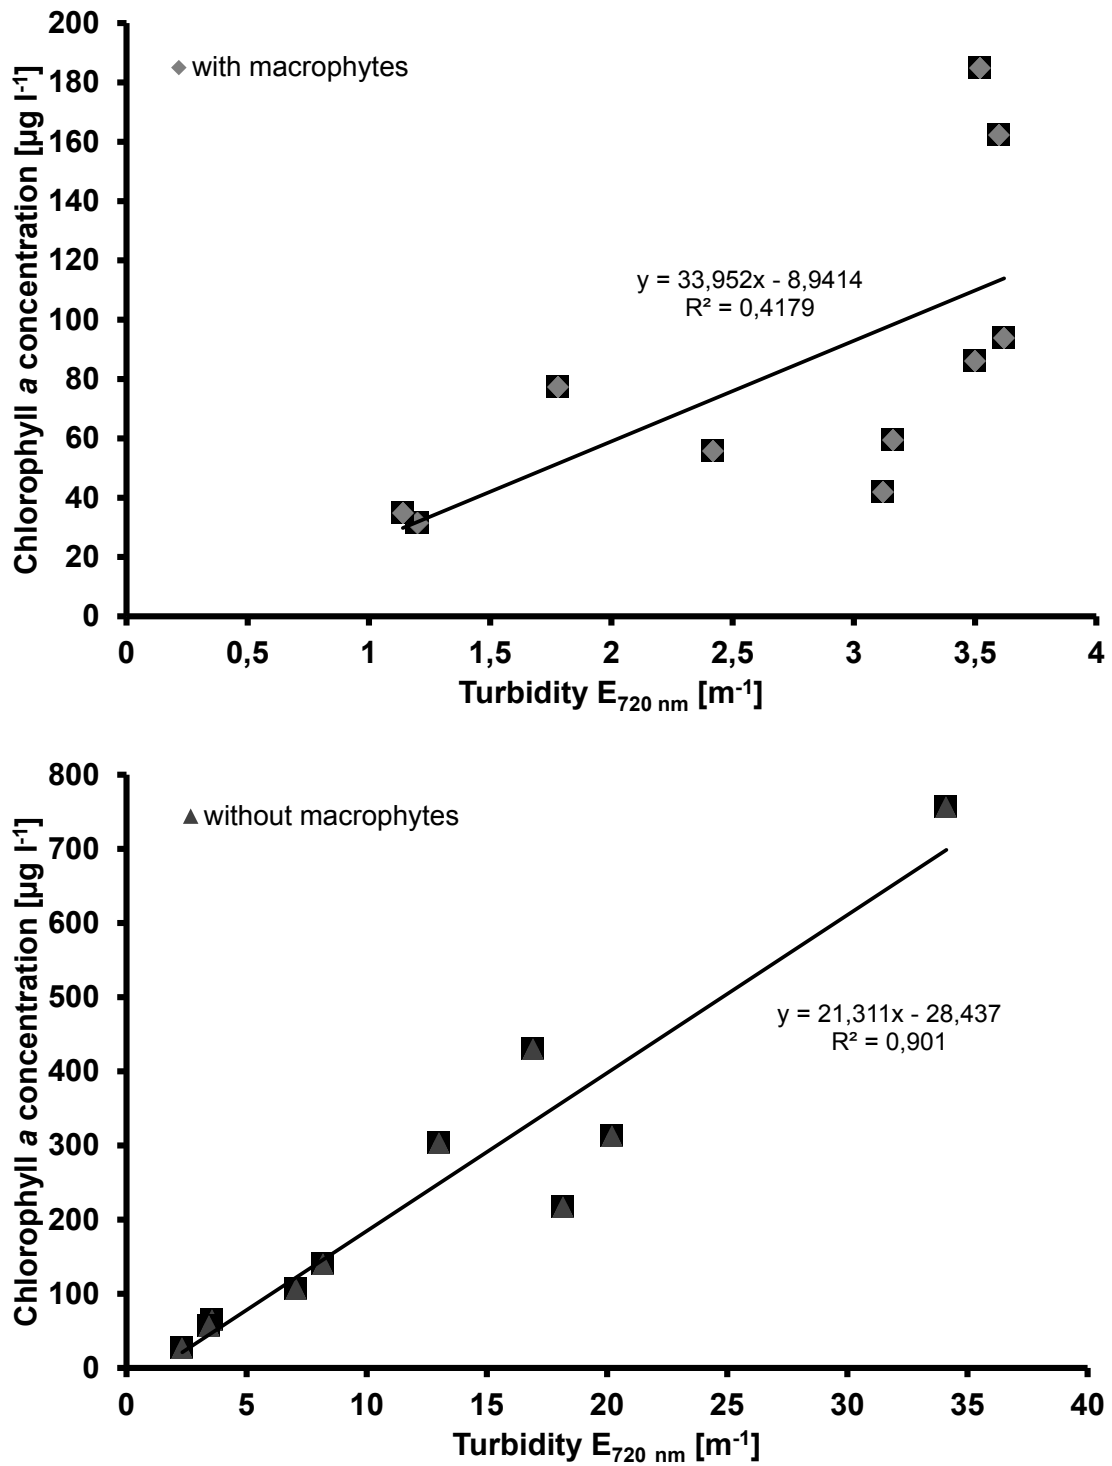 200
180
160
140
120
100
80
60
40
20
0
Chlorophyll a concentration [µg l-1]
with macrophytes
y = 33,952x - 8,9414
R² = 0,4179
0 0,5 1 1,5 2 2,5 3 3,5 4
Turbidity E720 nm [m-1]
800
700
600
500
400
300
200
100
0
Chlorophyll a concentration [µg l-1]
without macrophytes
y = 21,311x - 28,437
R² = 0,901
0 5 10 15 20 25 30 35 40
Turbidity E720 nm [m-1]